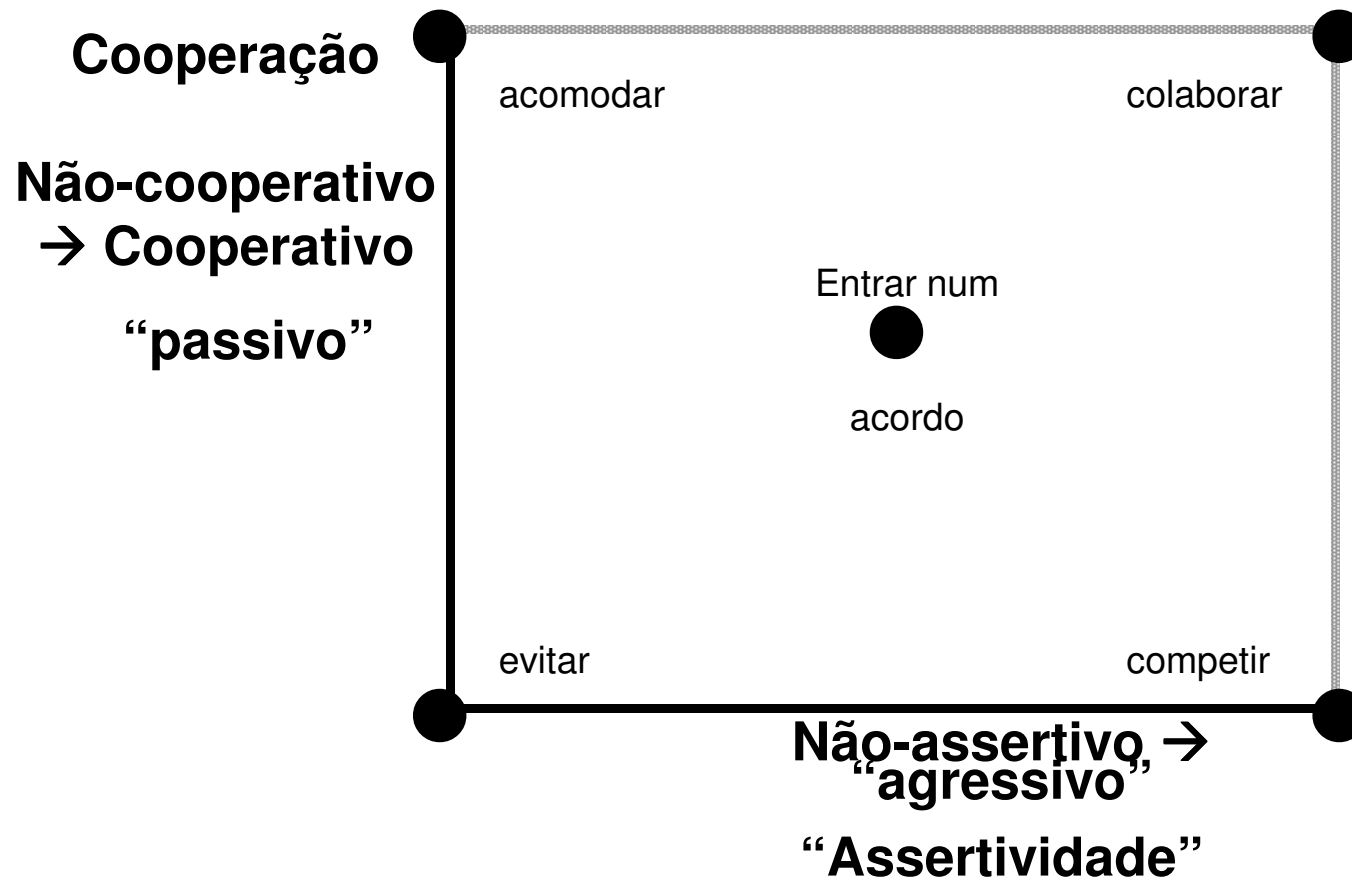 Cooperação
acomodar
colaborar
Não-cooperativo
→ Cooperativo
“passivo”
Entrar num
acordo
evitar
competir
Não-assertivo →
“agressivo”
“Assertividade”